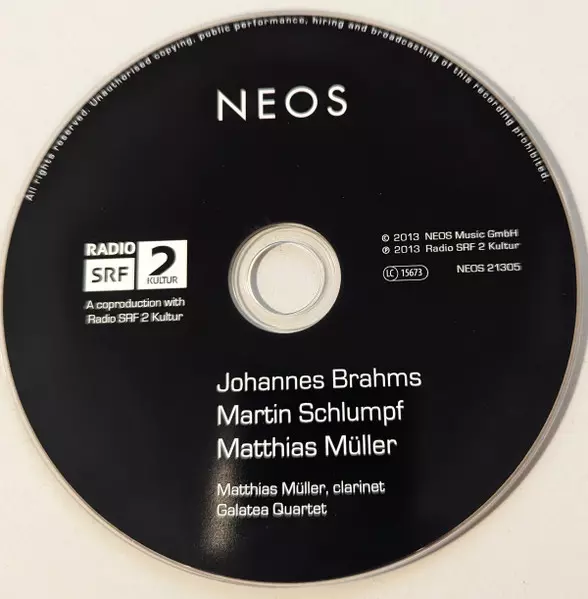 All rights reserved. Unauthorised copying, public performance, hiring and broadcasting of this recording prohibited.
NEOS
RADIO
SRF 2
KULTUR
A coproduction with
Radio SRF 2 Kultur
© 2013 NEOS Music GmbH
℗ 2013 Radio SRF 2 Kultur
LC 15673
NEOS 21305
Johannes Brahms
Martin Schlumpf
Matthias Müller
Matthias Müller, clarinet
Galatea Quartet